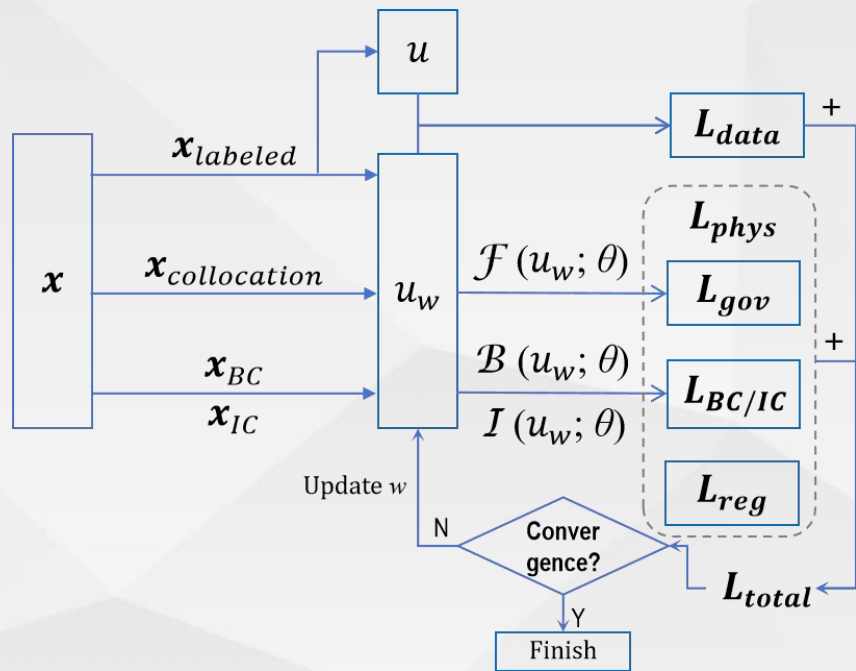 u
x_labeled
L_data
+
L_phys
x
x_collocation
u_w
ℱ (u_w; θ)
L_gov
+
x_BC
ℬ (u_w; θ)
L_BC/IC
x_IC
ℐ (u_w; θ)
L_reg
Update w
N
Conver
gence?
L_total
Y
Finish